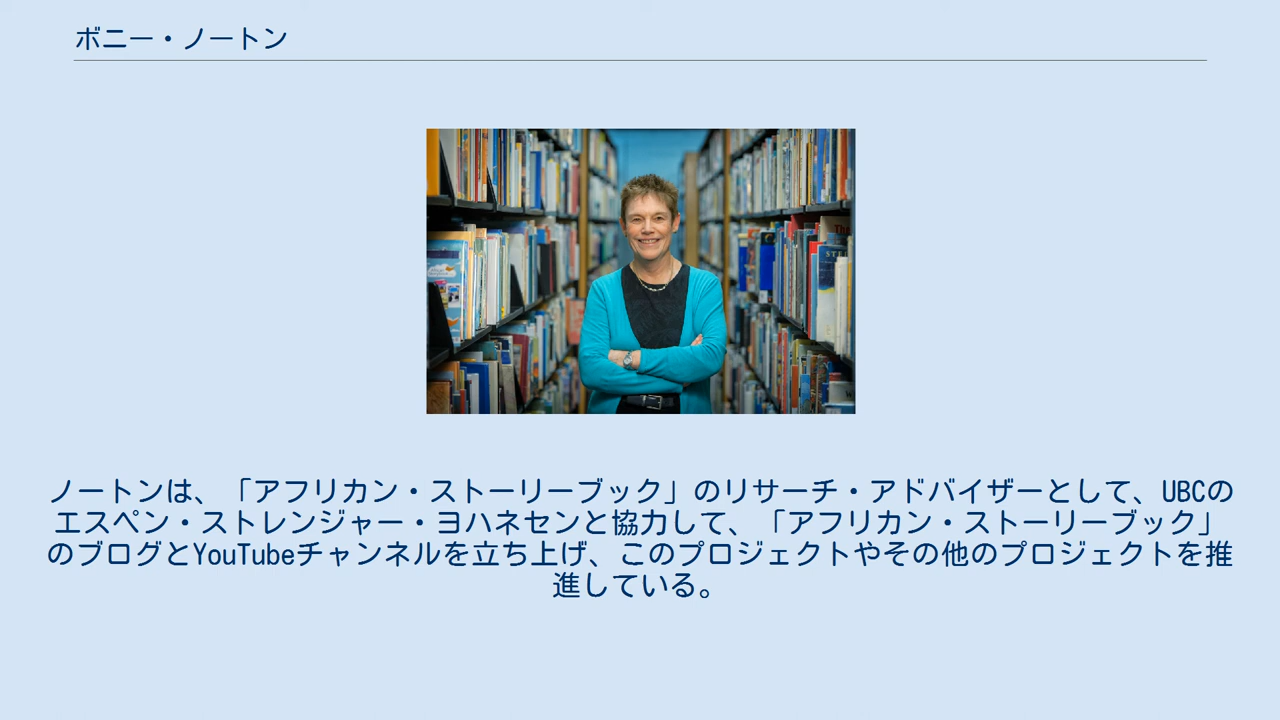 ボニー・ノートン
ノートンは、「アフリカン・ストーリーブック」のリサーチ・アドバイザーとして、UBCの
エスペン・ストレンジャー・ヨハネセンと協力して、「アフリカン・ストーリーブック」
のブログとYouTubeチャンネルを立ち上げ、このプロジェクトやその他のプロジェクトを推
進している。